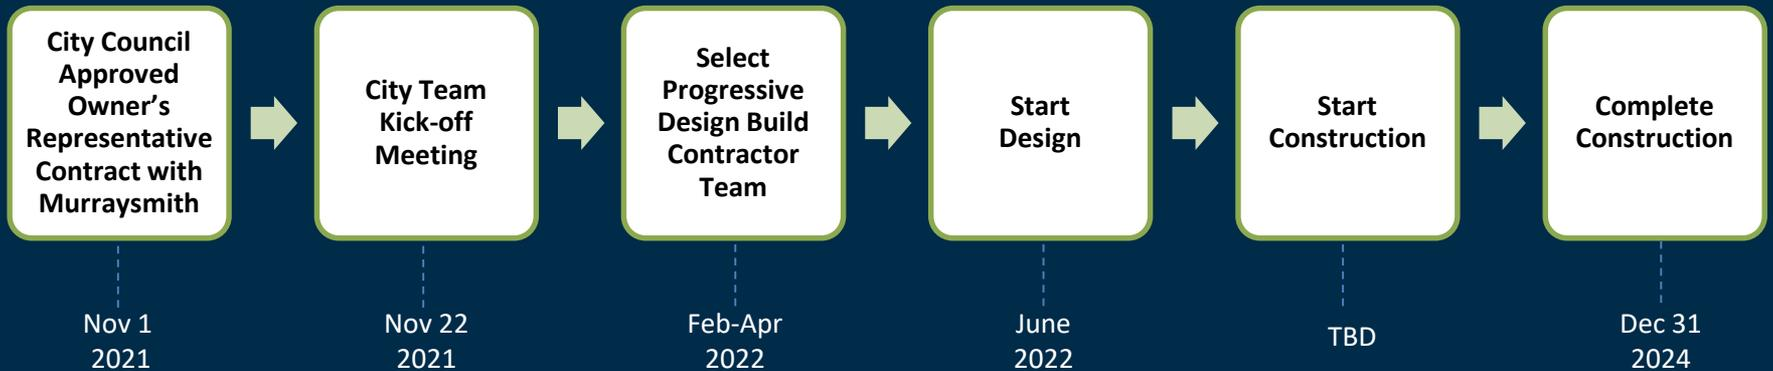 City Council
Approved
Owner’s
Representative
Contract with
Murraysmith
City Team
Kick-off
Meeting
Select
Progressive
Design Build
Contractor
Team
Start
Design
Start
Construction
Complete
Construction
Nov 1
2021
Nov 22
2021
Feb-Apr
2022
June
2022
TBD
Dec 31
2024